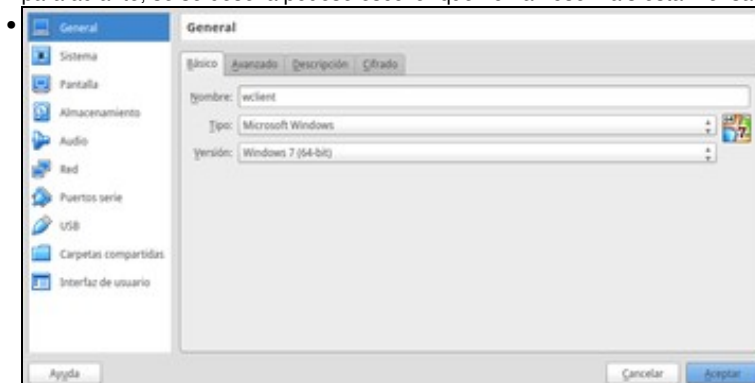 General
General
Sistema
Básico Avanzado Descripción Cifrado
Pantalla
Nombre: wclient
Almacenamiento
Tipo: Microsoft Windows
Audio
Versión: Windows 7 (64-bit)
Red
Puertos serie
USB
Carpetas compartidas
Interfaz de usuario
Ayuda
Cancelar
Aceptar